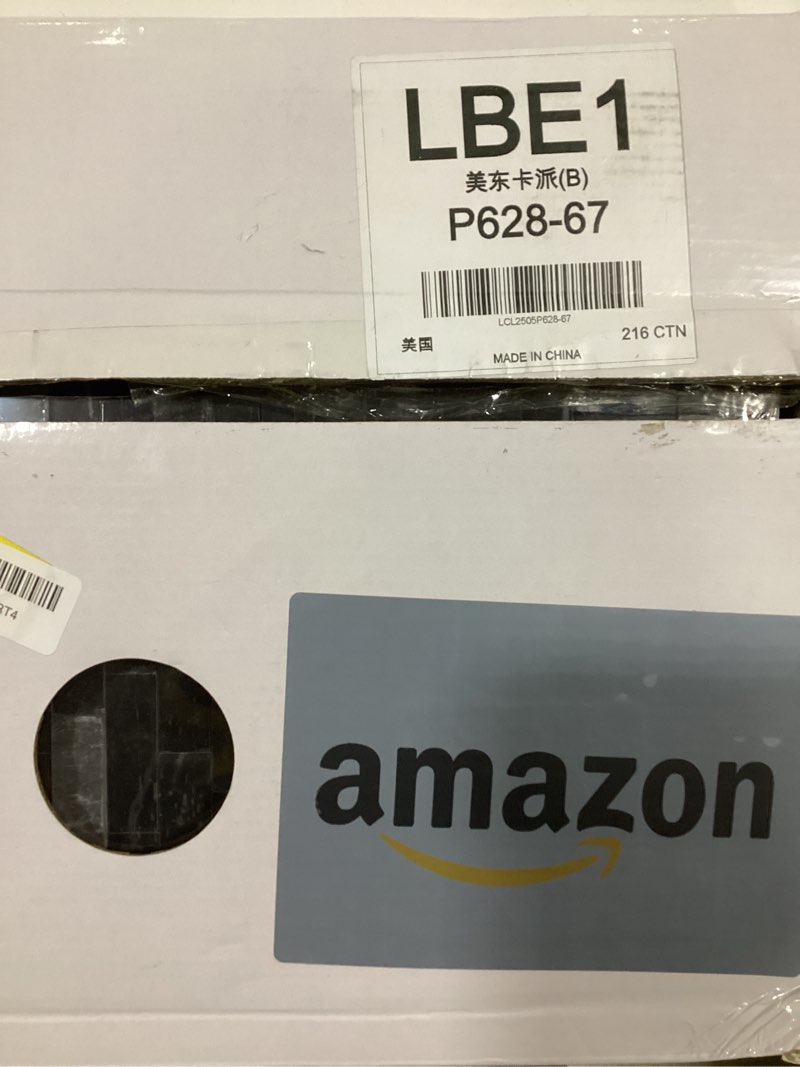 LBE1
美东卡派(B)
P628-67
LCL2505P628-67
美国
216 CTN
MADE IN CHINA
RT4
amazon